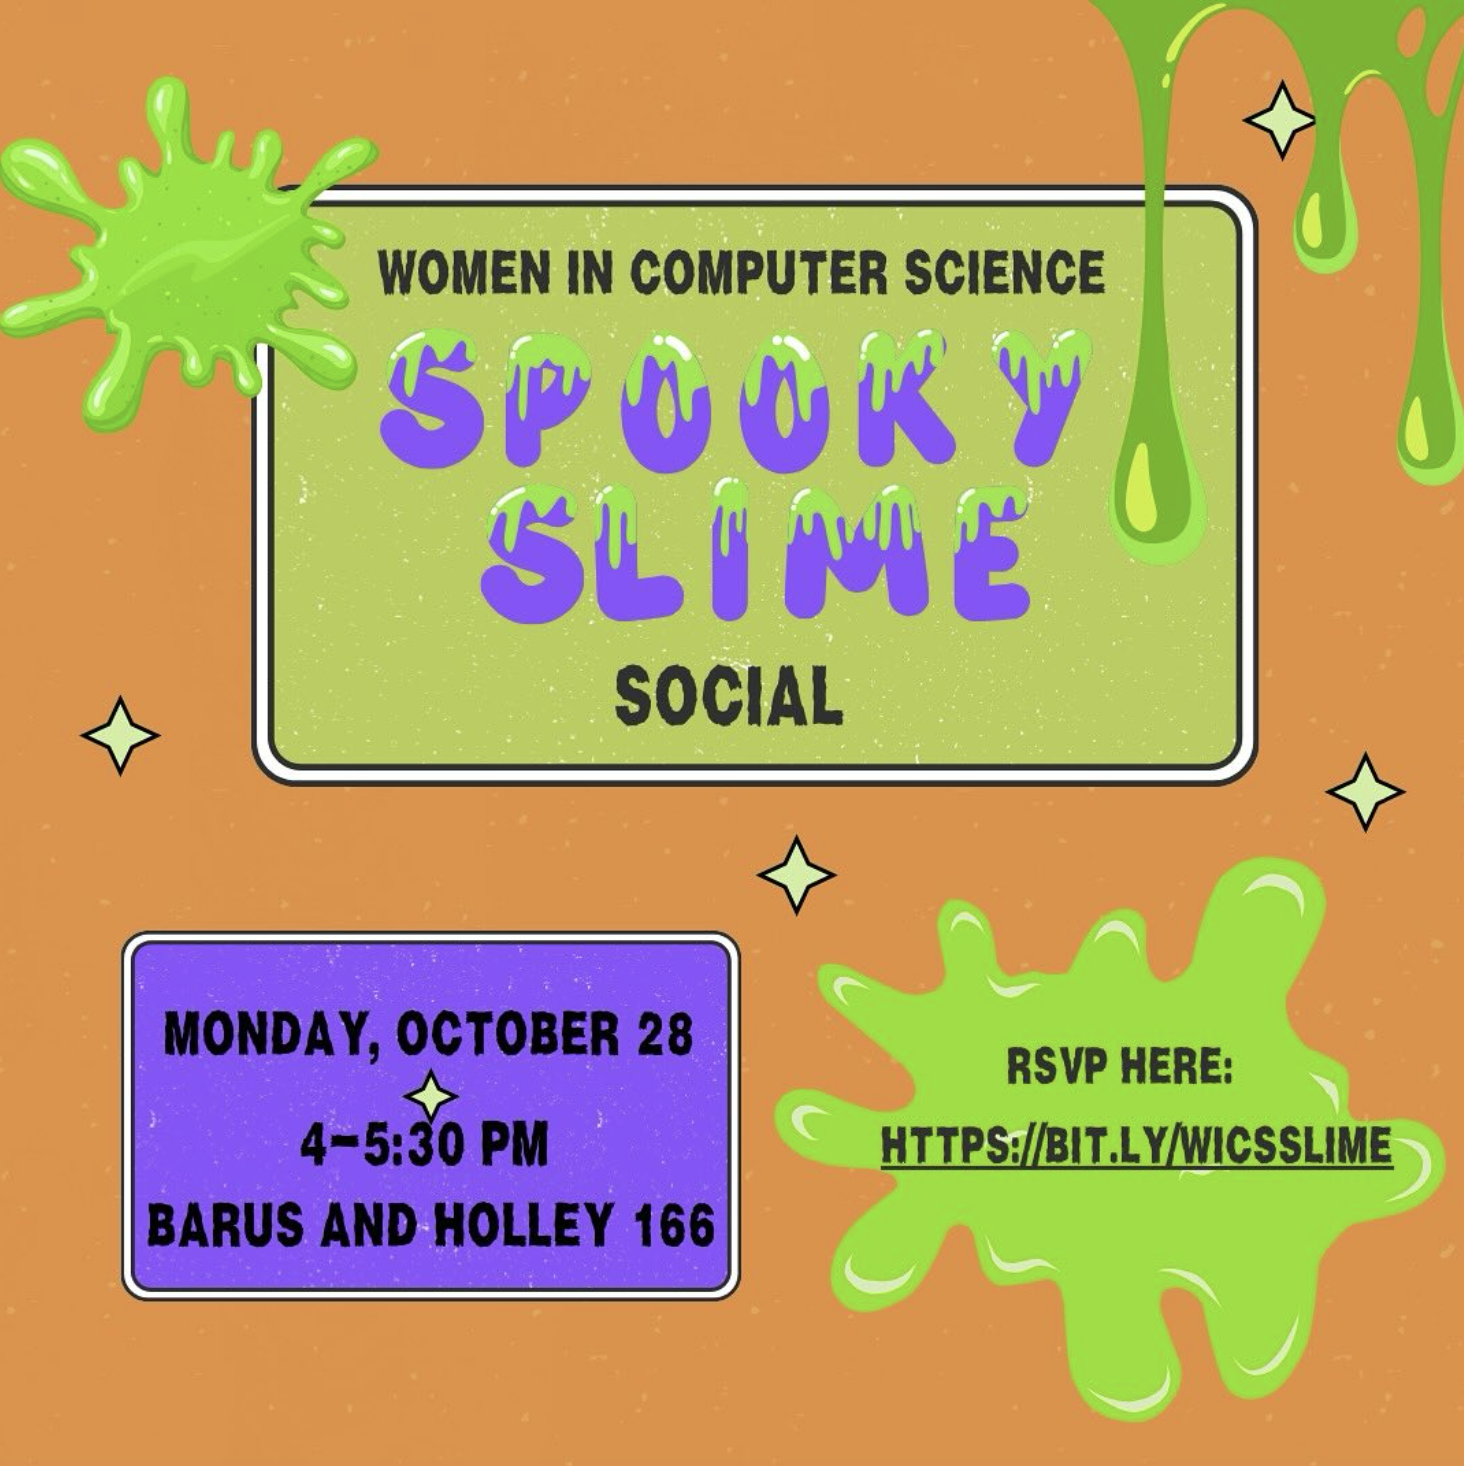 WOMEN IN COMPUTER SCIENCE
SPOOKY
SLIME
SOCIAL
MONDAY, OCTOBER 28
4-5:30 PM
BARUS AND HOLLEY 166
RSVP HERE:
HTTPS://BIT.LY/WICSSLIME